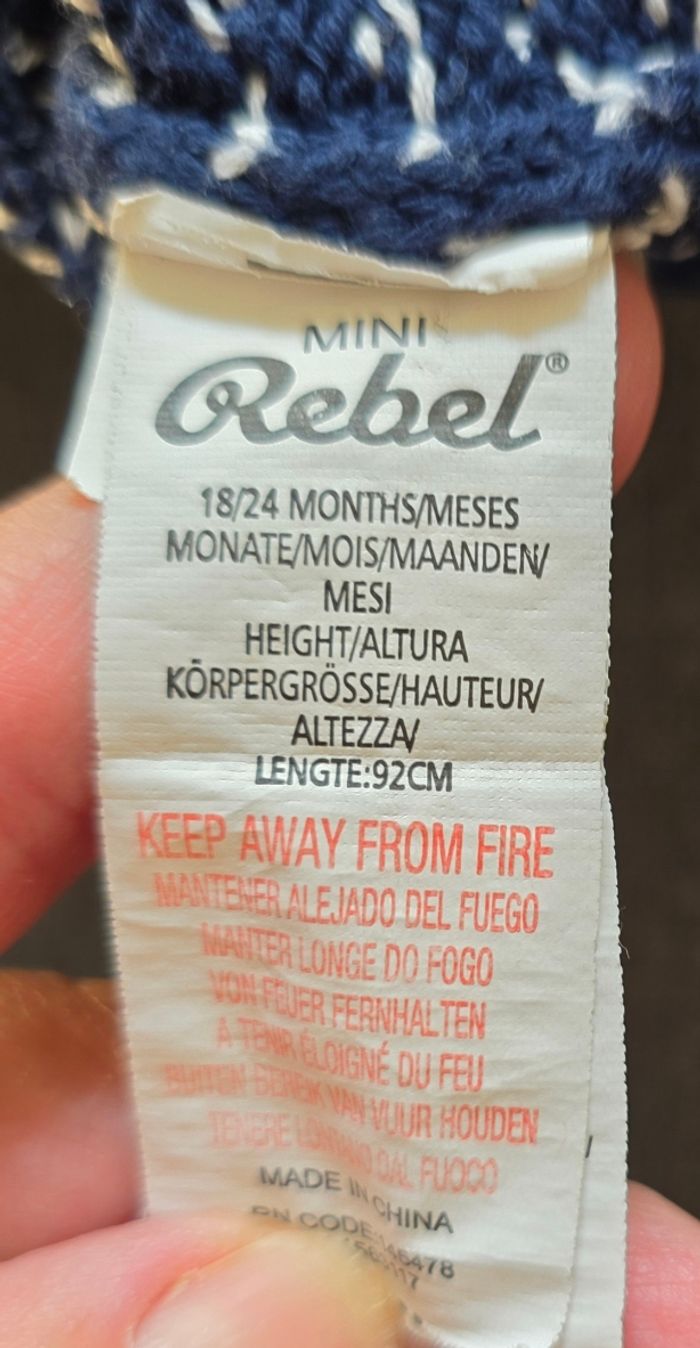 MINI
Rebel®
18/24 MONTHS/MESES
MONATE/MOIS/MAANDEN/
MESI
HEIGHT/ALTURA
KÖRPERGRÖSSE/HAUTEUR/
ALTEZZA/
LENGTE:92CM
KEEP AWAY FROM FIRE
MANTENER ALEJADO DEL FUEGO
MANTER LONGE DO FOGO
VON FEUER FERNHALTEN
A TENIR ÉLOIGNÉ DU FEU
BUITEN BEREIK VAN VUUR HOUDEN
TENERE LONTANO DAL FUOCO
MADE IN CHINA
RN CODE: